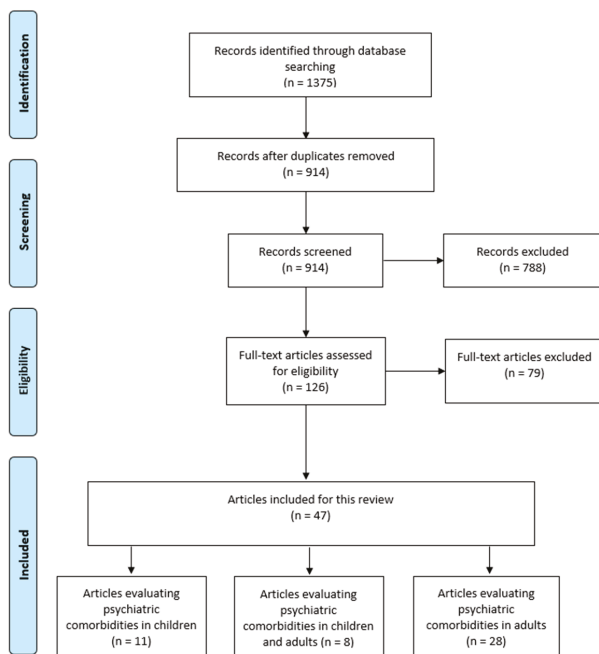 Identification
Records identified through database
searching
(n = 1375)
Records after duplicates removed
(n = 914)
Screening
Records screened
(n = 914)
Records excluded
(n = 788)
Eligibility
Full-text articles assessed
for eligibility
(n = 126)
Full-text articles excluded
(n = 79)
Included
Articles included for this review
(n = 47)
Articles evaluating
psychiatric
comorbidities in children
(n = 11)
Articles evaluating
psychiatric
comorbidities in children
and adults (n = 8)
Articles evaluating
psychiatric
comorbidities in adults
(n = 28)